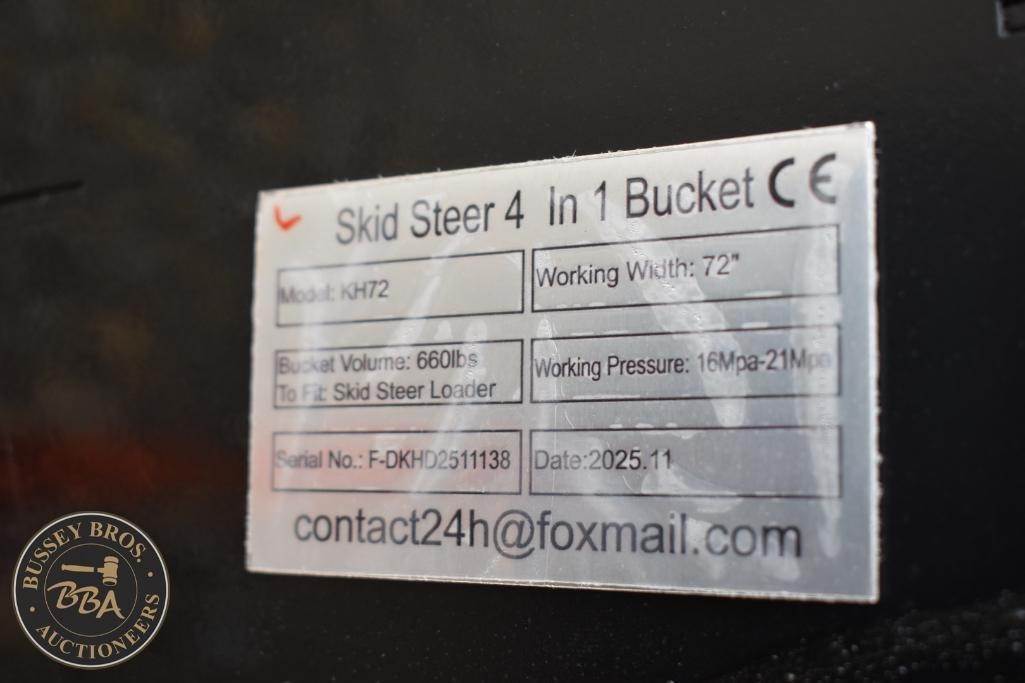 Skid Steer 4 In 1 Bucket CE
Model: KH72
Working Width: 72"
Bucket Volume: 660lbs
To Fit: Skid Steer Loader
Working Pressure: 16Mpa-21Mpa
Serial No.: F-DKHD2511138
Date:2025.11
contact24h@foxmail.com
BUSSEY BROS.
BBA
AUCTIONEERS